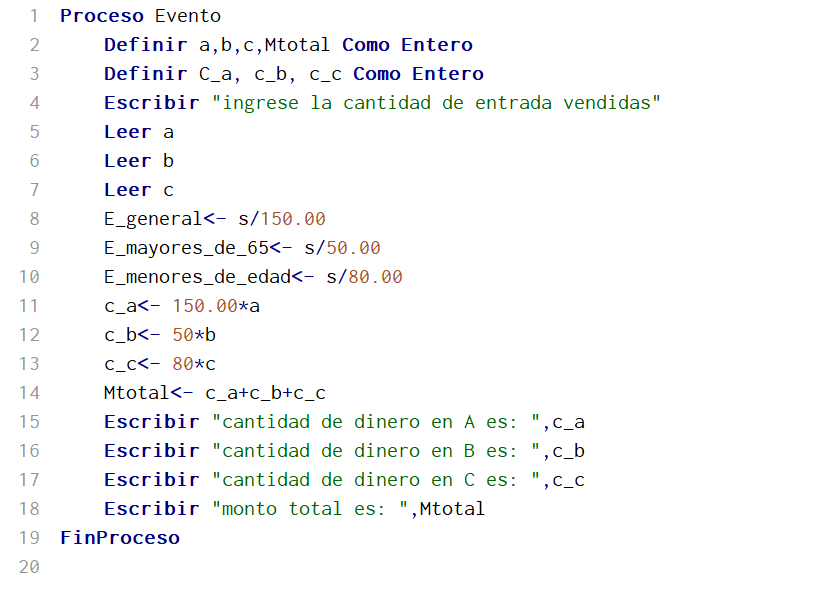 1 Proceso Evento
2 Definir a,b,c,Mtotal Como Entero
3 Definir C_a, c_b, c_c Como Entero
4 Escribir "ingrese la cantidad de entrada vendidas"
5 Leer a
6 Leer b
7 Leer c
8 E_general<- s/150.00
9 E_mayores_de_65<- s/50.00
10 E_menores_de_edad<- s/80.00
11 c_a<- 150.00*a
12 c_b<- 50*b
13 c_c<- 80*c
14 Mtotal<- c_a+c_b+c_c
15 Escribir "cantidad de dinero en A es: ",c_a
16 Escribir "cantidad de dinero en B es: ",c_b
17 Escribir "cantidad de dinero en C es: ",c_c
18 Escribir "monto total es: ",Mtotal
19 FinProceso
20